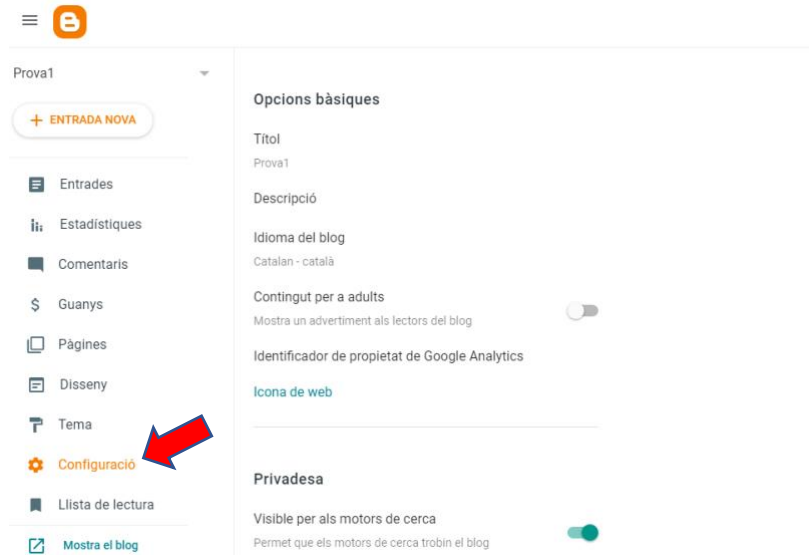 Prova1
+ ENTRADA NOVA
Entrades
Estadístiques
Comentaris
Guanys
Pàgines
Disseny
Tema
Configuració
Llista de lectura
Mostra el blog
Opcions bàsiques
Títol
Prova1
Descripció
Idioma del blog
Catalan - català
Contingut per a adults
Mostra un advertiment als lectors del blog
Identificador de propietat de Google Analytics
Icona de web
Privadesa
Visible per als motors de cerca
Permet que els motors de cerca trobin el blog